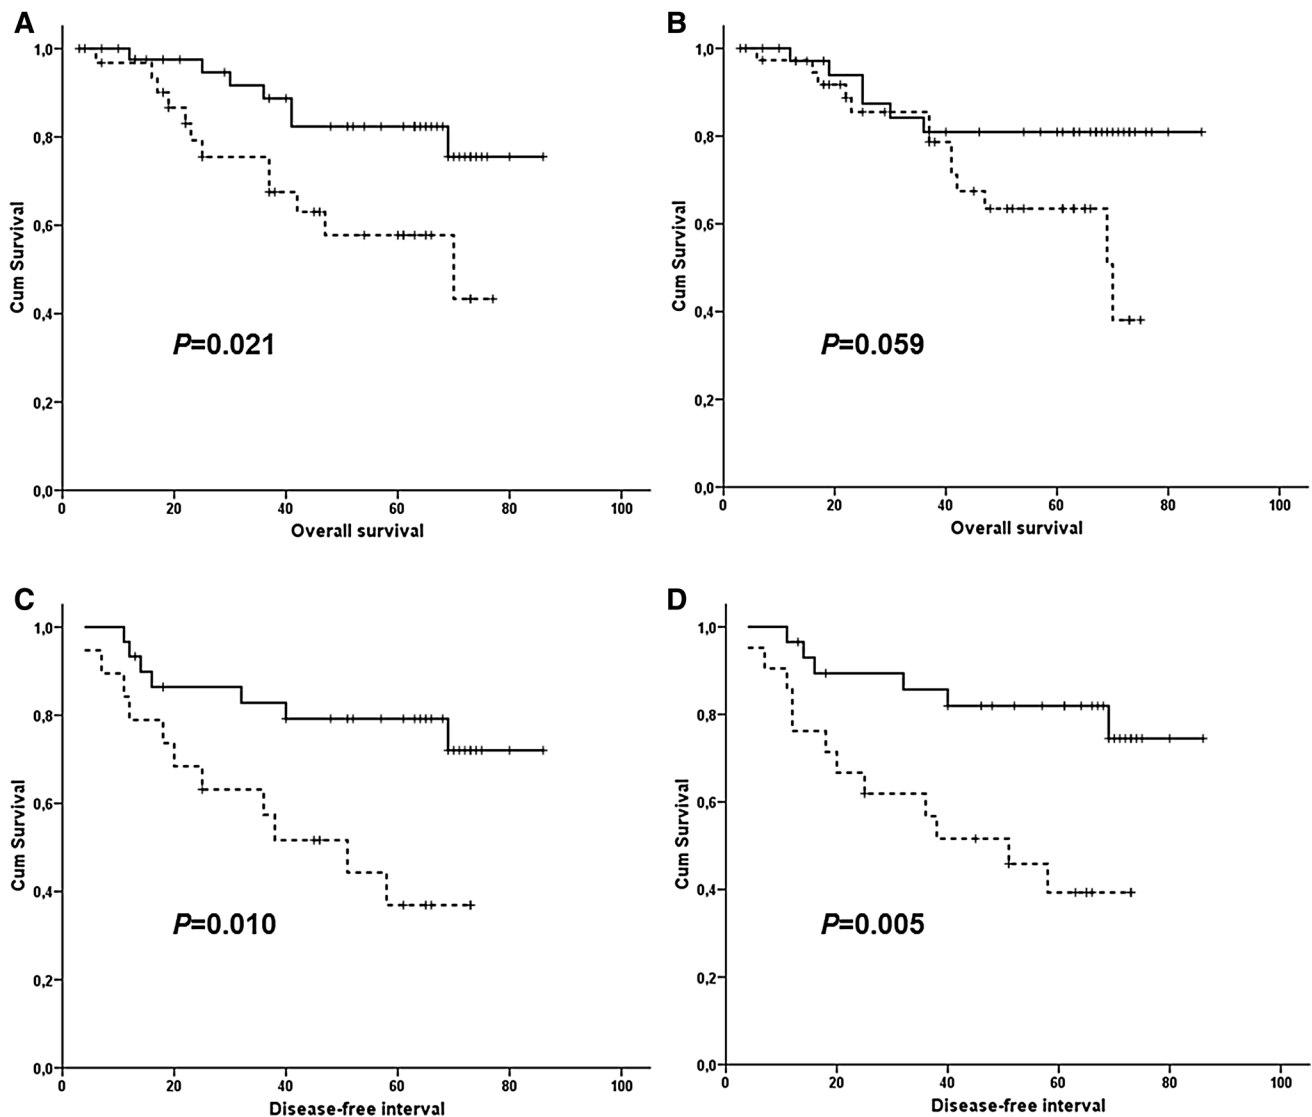 A
Cum Survival
1,0
0,8
0,6
0,4
0,2
0,0
P=0.021
0 20 40 60 80 100
Overall survival
B
Cum Survival
1,0
0,8
0,6
0,4
0,2
0,0
P=0.059
0 20 40 60 80 100
Overall survival
C
Cum Survival
1,0
0,8
0,6
0,4
0,2
0,0
P=0.010
0 20 40 60 80 100
Disease-free interval
D
Cum Survival
1,0
0,8
0,6
0,4
0,2
0,0
P=0.005
0 20 40 60 80 100
Disease-free interval